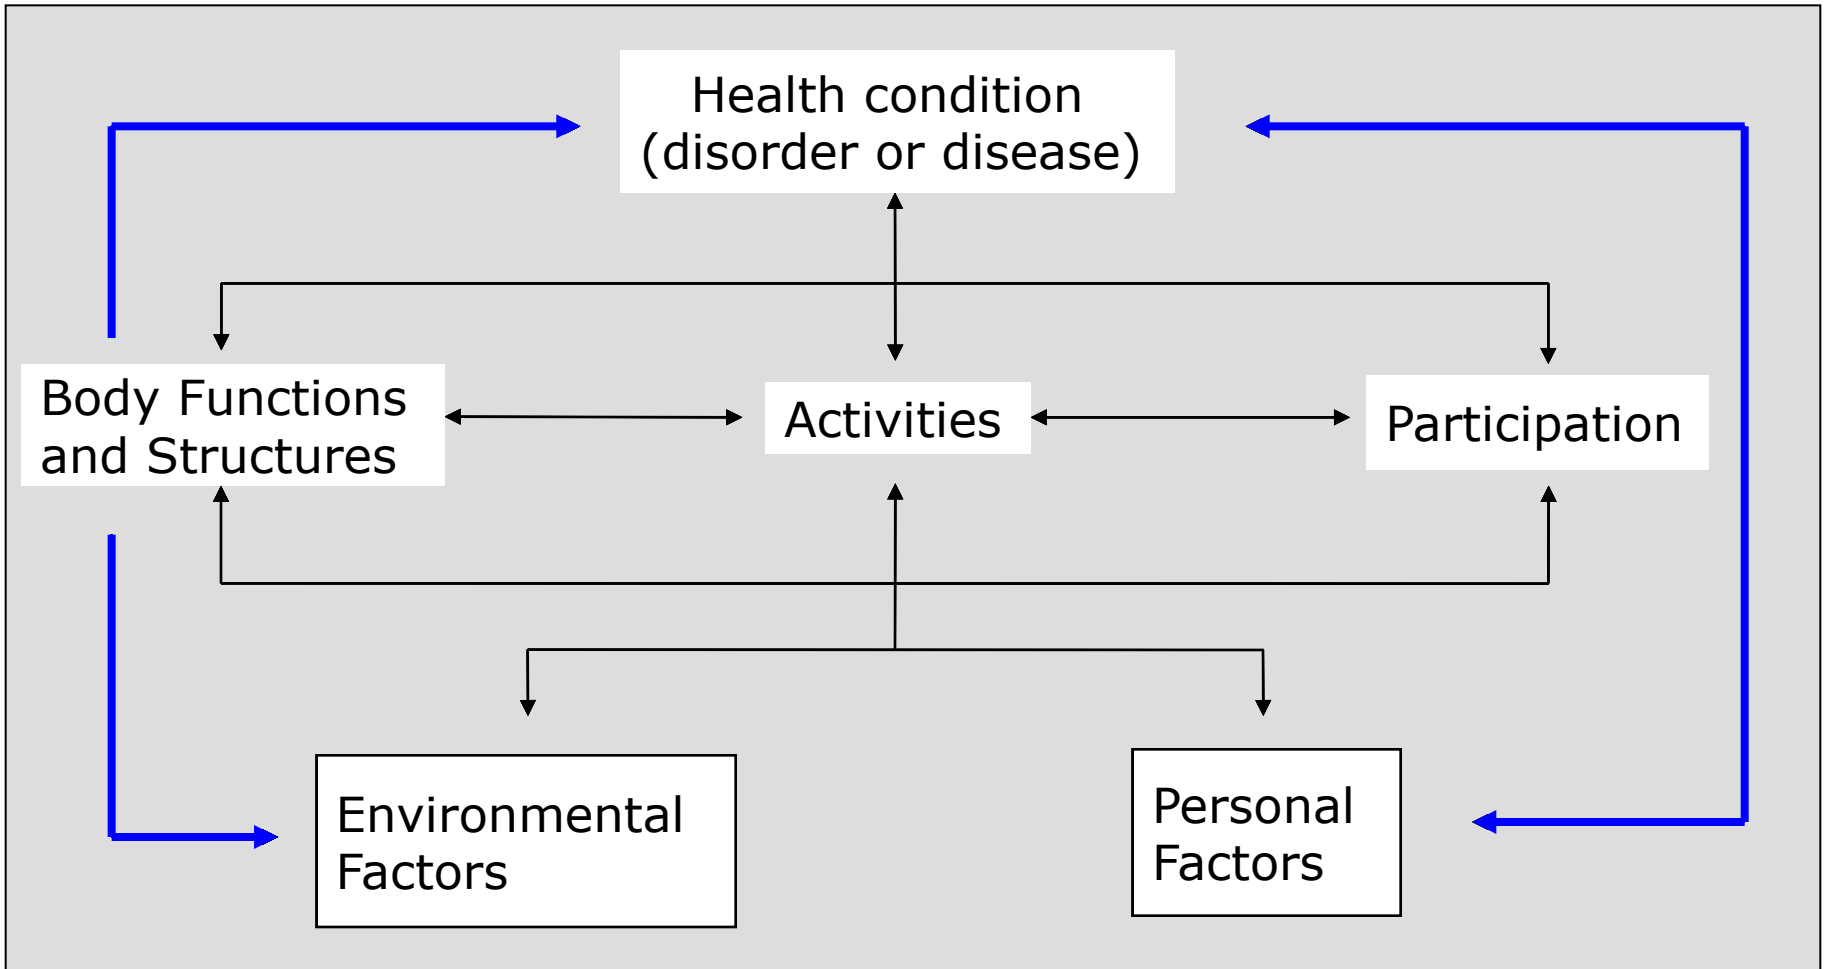 Health condition
(disorder or disease)
Body Functions
and Structures
Activities
Participation
Environmental
Factors
Personal
Factors